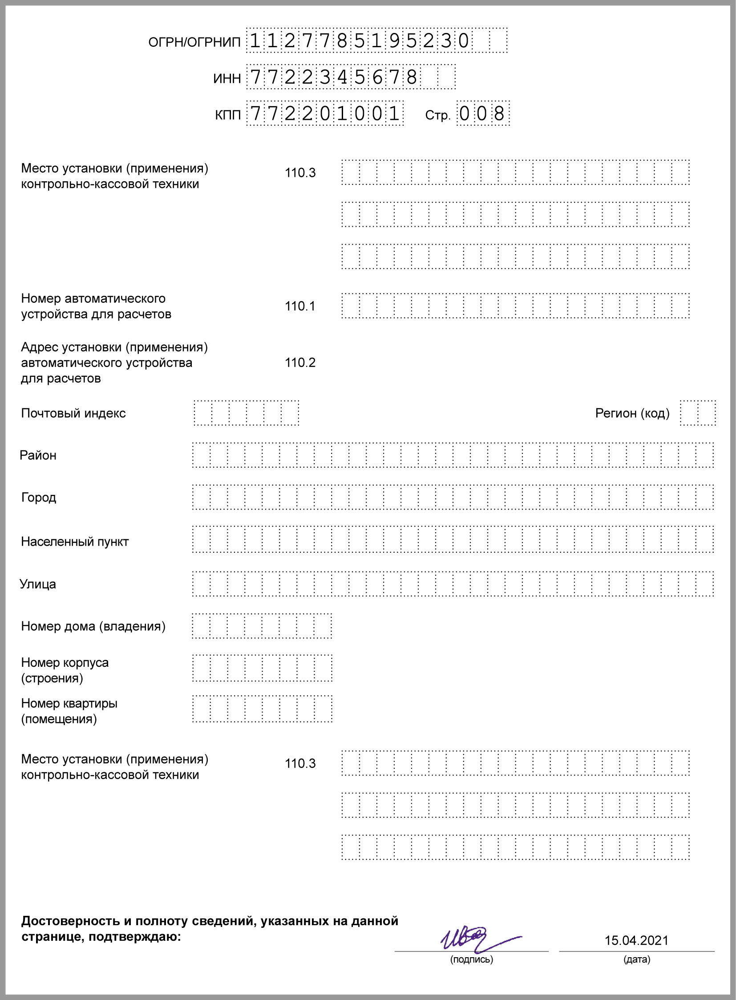 ОГРН/ОГРНИП 1127785195230
ИНН 7722345678
КПП 772201001 Стр. 008
Место установки (применения) 110.3
контрольно-кассовой техники
Номер автоматического
устройства для расчетов 110.1
Адрес установки (применения)
автоматического устройства 110.2
для расчетов
Почтовый индекс Регион (код)
Район
Город
Населенный пункт
Улица
Номер дома (владения)
Номер корпуса
(строения)
Номер квартиры
(помещения)
Место установки (применения) 110.3
контрольно-кассовой техники
Достоверность и полноту сведений, указанных на данной
странице, подтверждаю:
15.04.2021
(подпись) (дата)